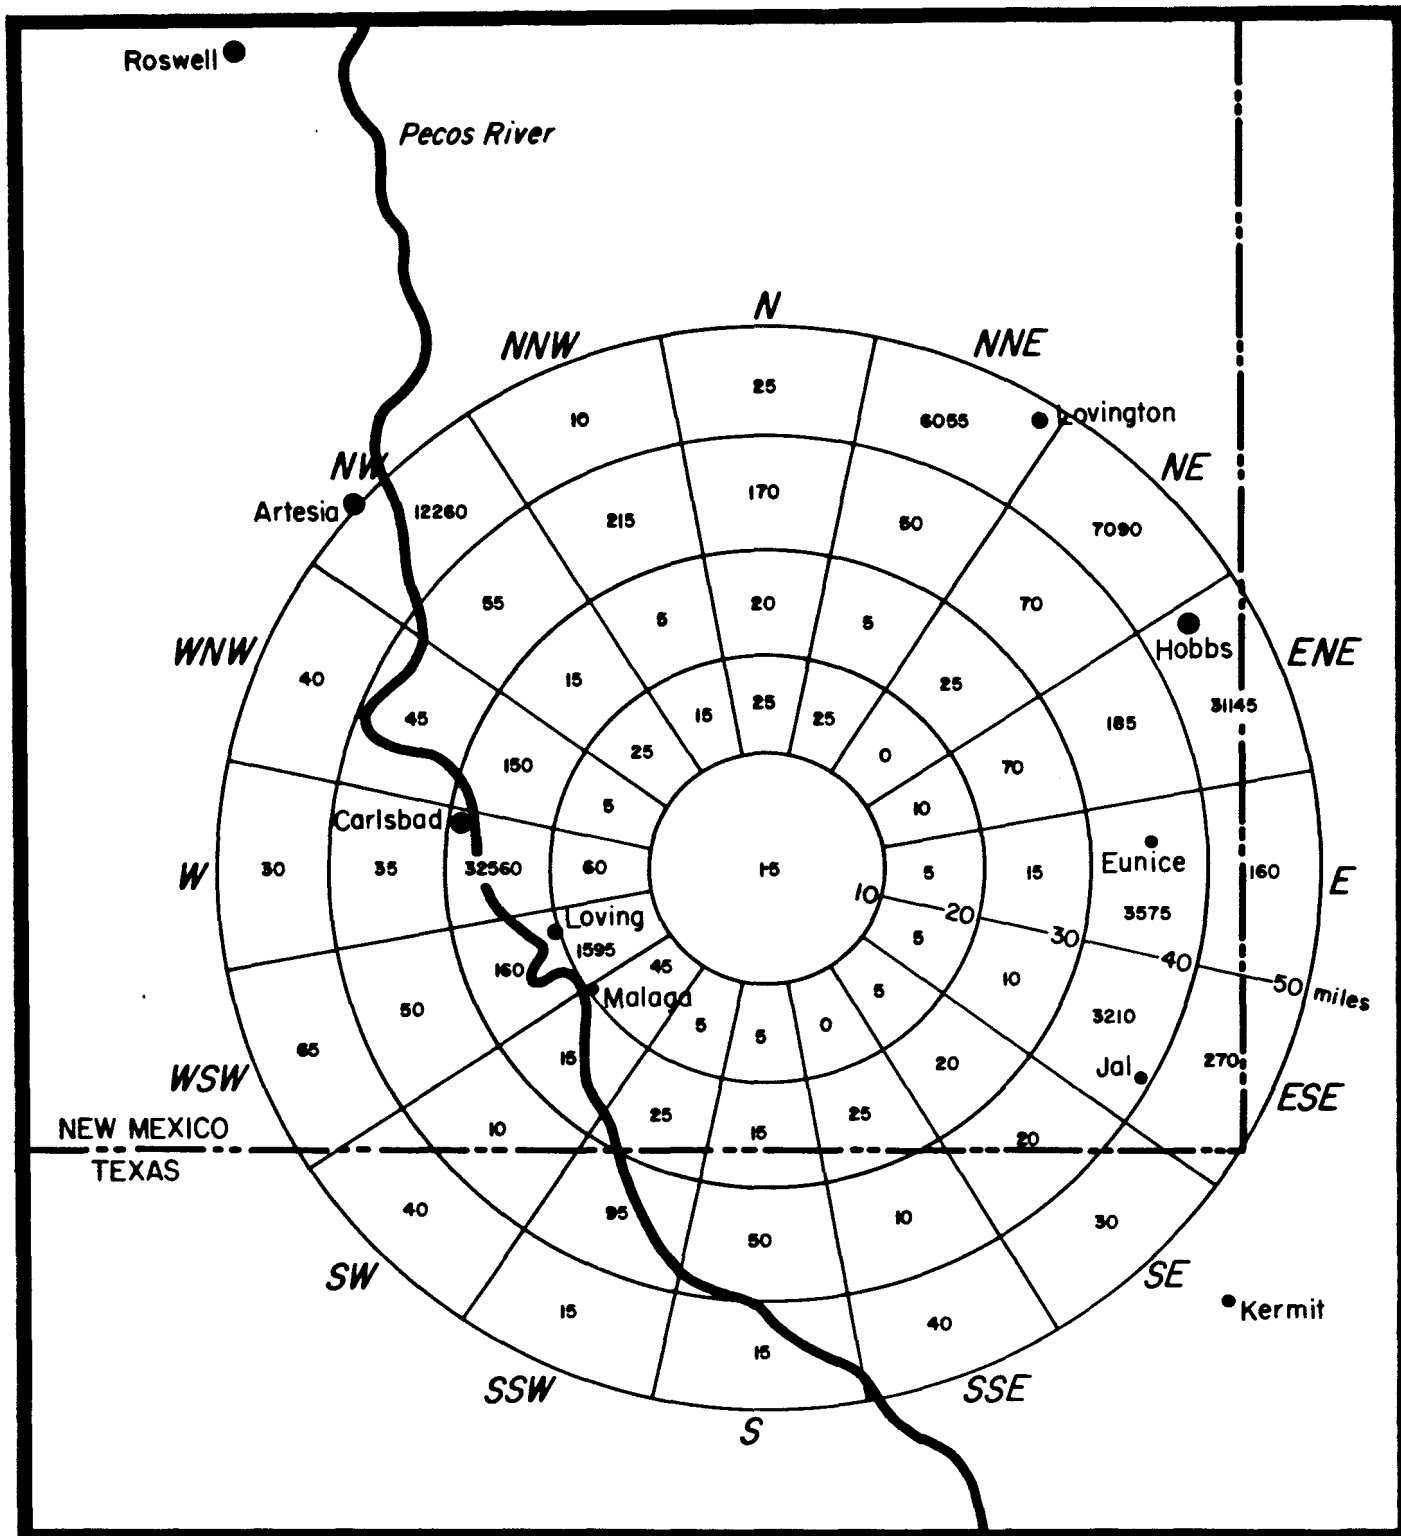 Roswell
Pecos River
N
NNW
NNE
25
10
6055
Lovington
NW
NE
Artesia
12260
170
215
50
7090
55
20
70
5
5
Hobbs
WNW
ENE
40
15
25
45
15
25
25
31145
185
25
0
150
70
5
10
Carlsbad
Eunice
W
30
35
32560
60
15
5
15
160
E
10
20
3575
Loving
30
5
1595
40
160
45
10
50
miles
Malaga
5
50
5
5
0
3210
65
15
20
270
WSW
Jal
ESE
25
25
NEW MEXICO
10
15
20
TEXAS
40
95
10
30
50
SW
SE
15
40
Kermit
15
SSW
SSE
S